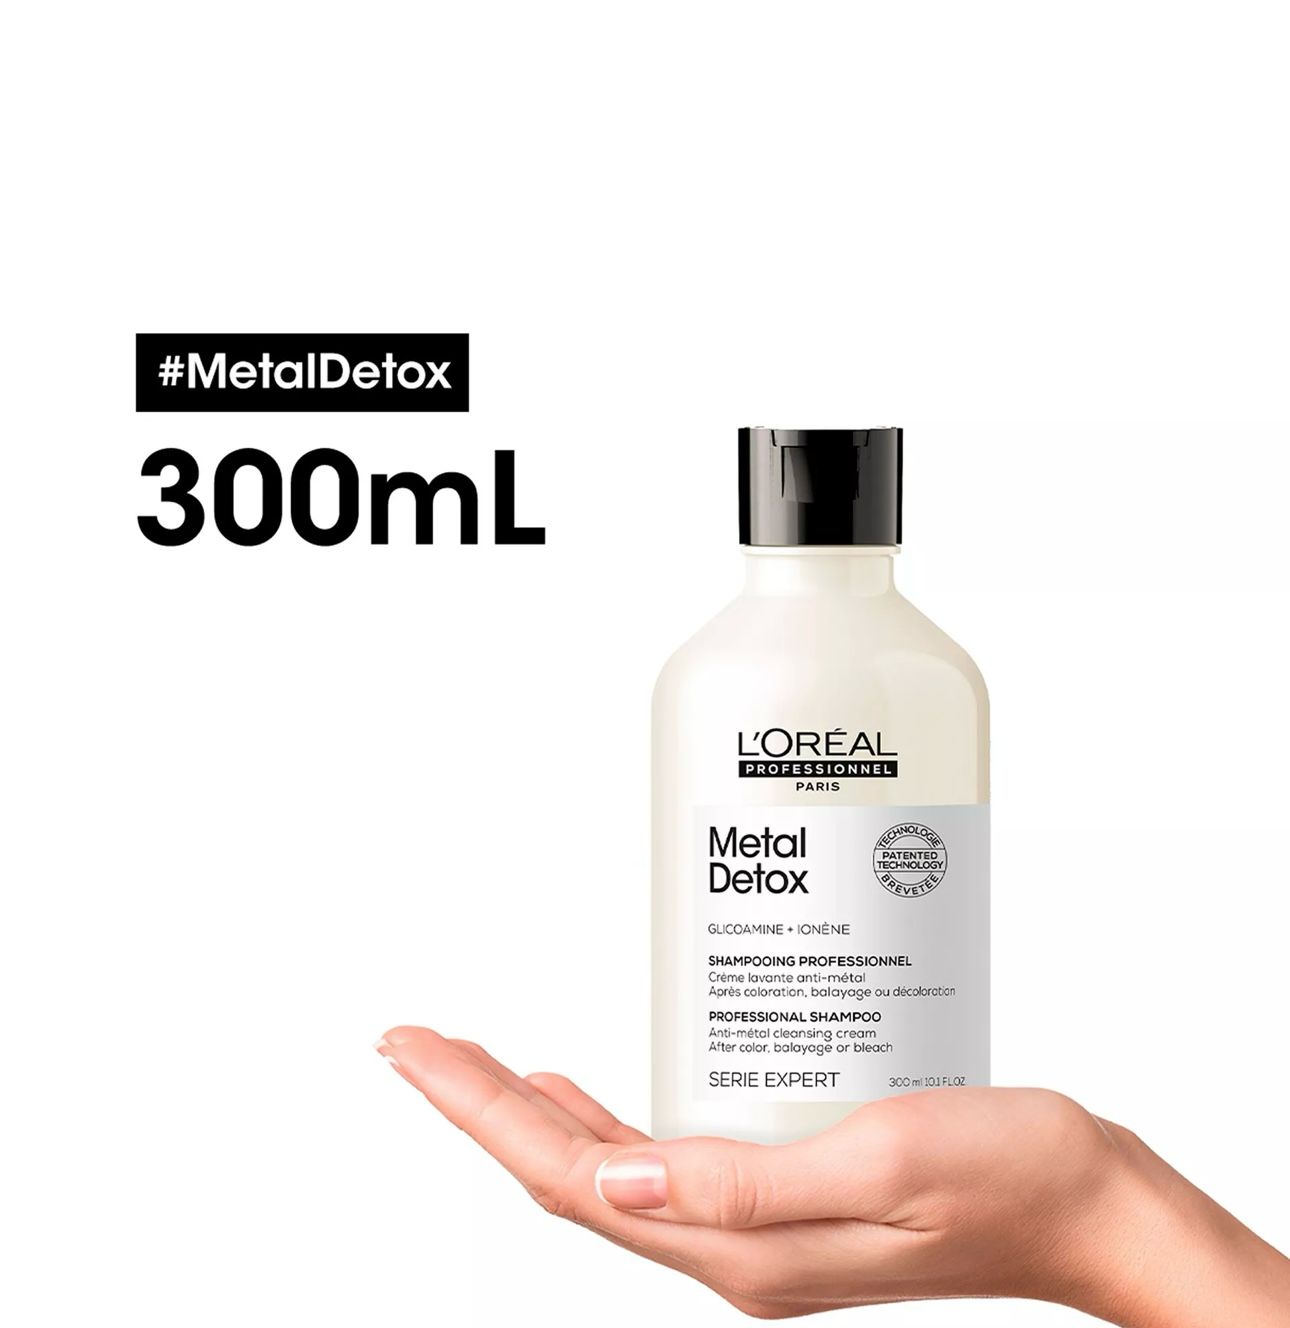 #MetalDetox
300mL
L'ORÉAL
PROFESSIONNEL
PARIS
Metal
Detox
TECHNOLOGIE
PATENTED
TECHNOLOGY
BREVETÉE
GLICOAMINE + IONÈNE
SHAMPOOING PROFESSIONNEL
Crème lavante anti-métal
Après coloration, balayage ou décoloration
PROFESSIONAL SHAMPOO
Anti-métal cleansing cream
After color, balayage or bleach
SERIE EXPERT
300 ml 10.1 FL.OZ.